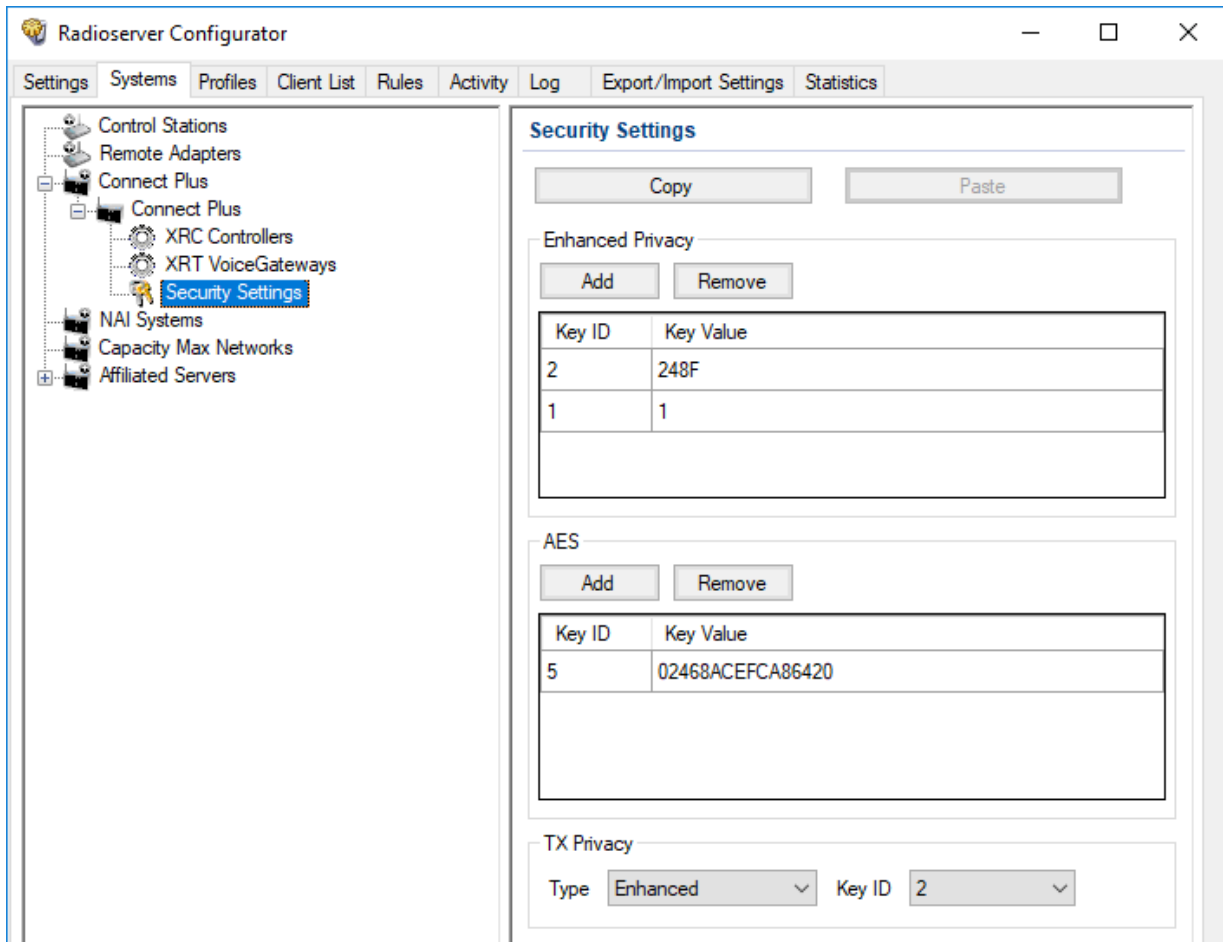 Radioserver Configurator
Settings Systems Profiles Client List Rules Activity Log Export/Import Settings Statistics
Control Stations
Remote Adapters
Connect Plus
Connect Plus
XRC Controllers
XRT VoiceGateways
Security Settings
NAI Systems
Capacity Max Networks
Affiliated Servers
Security Settings
Copy Paste
Enhanced Privacy
Add Remove
Key ID Key Value
2 248F
1 1
AES
Add Remove
Key ID Key Value
5 02468ACEFCA86420
TX Privacy
Type Enhanced Key ID 2